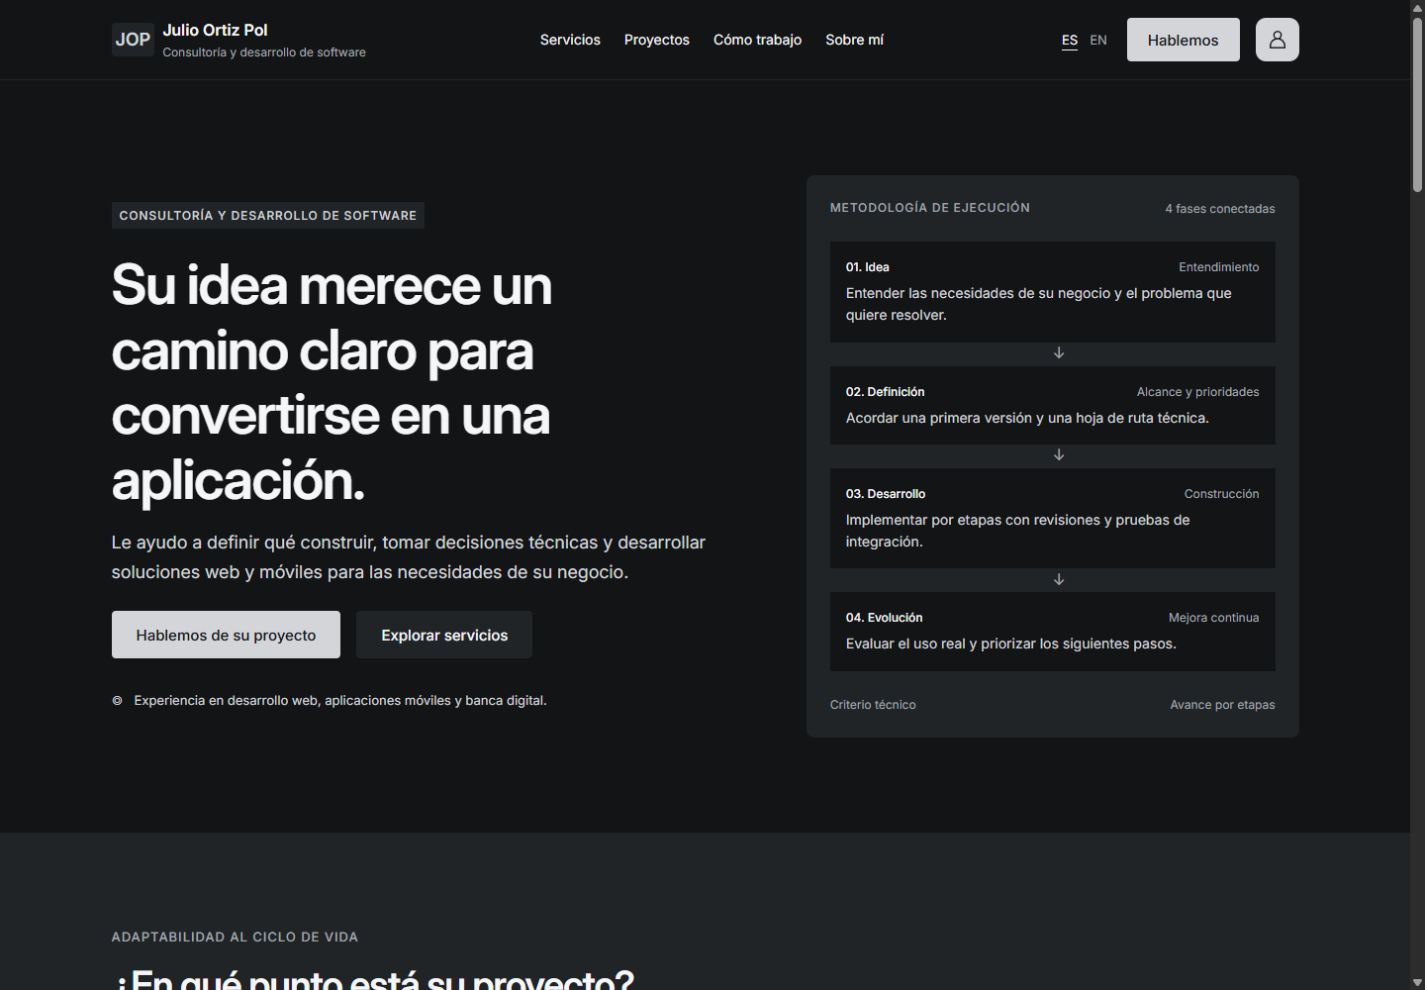 JOP
Julio Ortiz Pol
Consultoría y desarrollo de software
Servicios
Proyectos
Cómo trabajo
Sobre mí
ES
EN
Hablemos
CONSULTORÍA Y DESARROLLO DE SOFTWARE
Su idea merece un
camino claro para
convertirse en una
aplicación.
Le ayudo a definir qué construir, tomar decisiones técnicas y desarrollar
soluciones web y móviles para las necesidades de su negocio.
Hablemos de su proyecto
Explorar servicios
Experiencia en desarrollo web, aplicaciones móviles y banca digital.
METODOLOGÍA DE EJECUCIÓN
4 fases conectadas
01. Idea
Entendimiento
Entender las necesidades de su negocio y el problema que
quiere resolver.
02. Definición
Alcance y prioridades
Acordar una primera versión y una hoja de ruta técnica.
03. Desarrollo
Construcción
Implementar por etapas con revisiones y pruebas de
integración.
04. Evolución
Mejora continua
Evaluar el uso real y priorizar los siguientes pasos.
Criterio técnico
Avance por etapas
ADAPTABILIDAD AL CICLO DE VIDA
¿En qué punto está su proyecto?